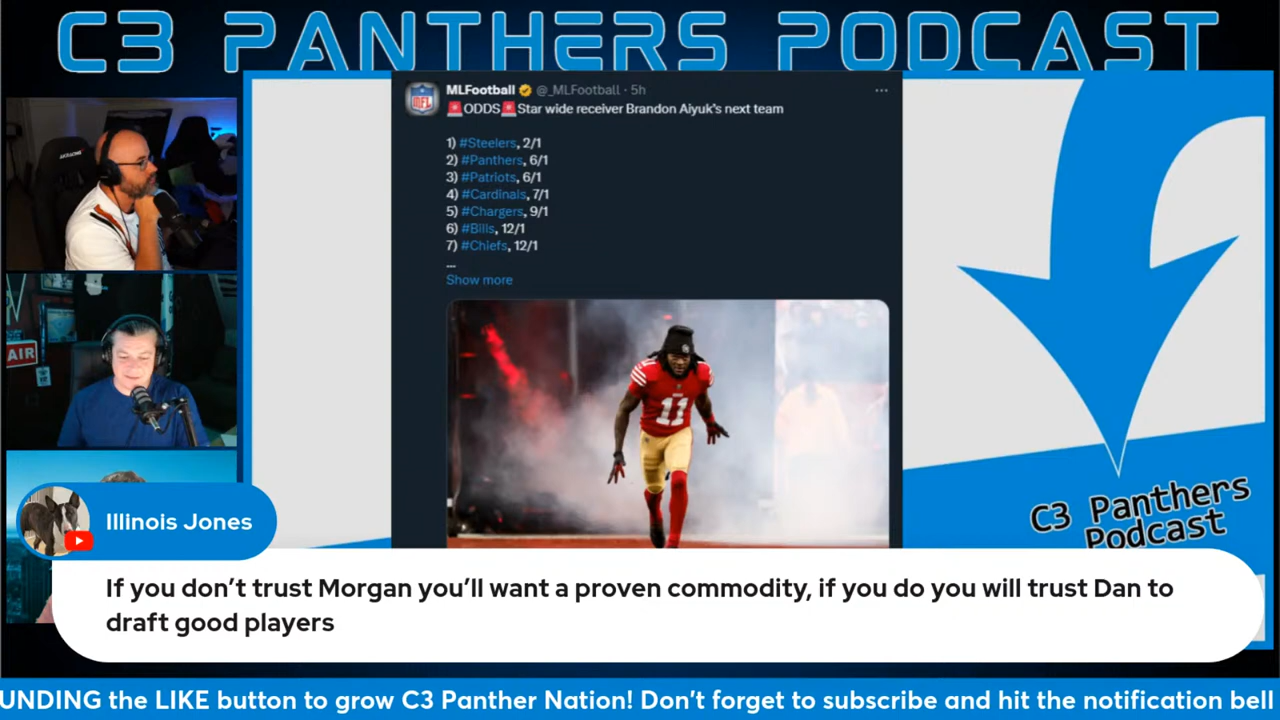 C3 PANTHERS PODCAST
MLFootball @_MLFootball · 5h
🚨ODDS🚨Star wide receiver Brandon Aiyuk's next team
1) #Steelers, 2/1
2) #Panthers, 6/1
3) #Patriots, 6/1
4) #Cardinals, 7/1
5) #Chargers, 9/1
6) #Bills, 12/1
7) #Chiefs, 12/1
...
Show more
NFL
11
AKRACING
AIR
C3 Panthers
Podcast
Illinois Jones
If you don't trust Morgan you'll want a proven commodity, if you do you will trust Dan to
draft good players
UNDING the LIKE button to grow C3 Panther Nation! Don't forget to subscribe and hit the notification bell